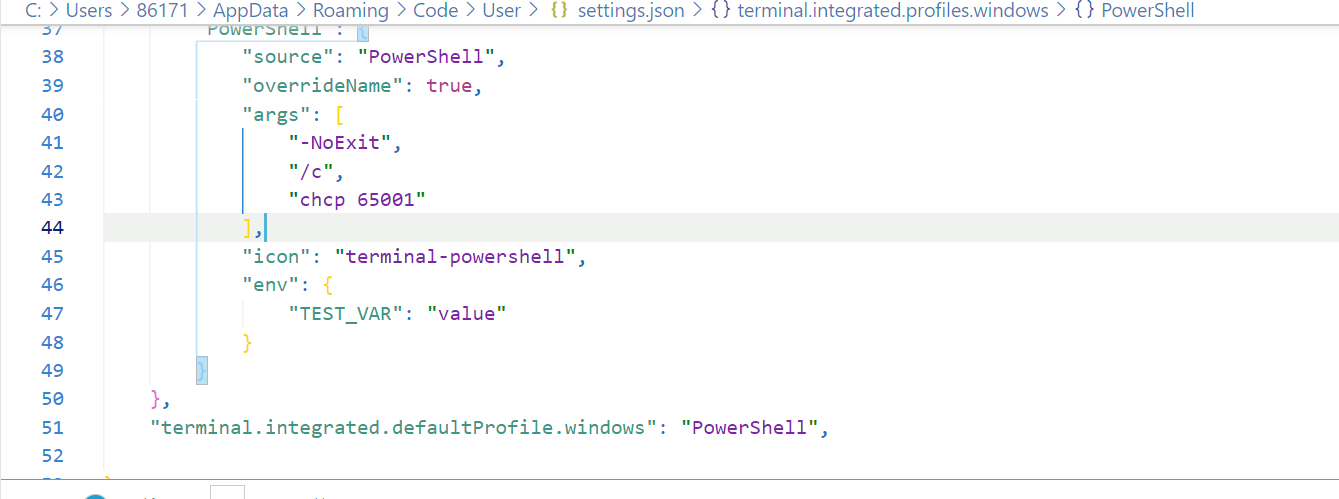 C: > Users > 86171 > AppData > Roaming > Code > User > {} settings.json > {} terminal.integrated.profiles.windows > {} PowerShell
37 "PowerShell": {
38 "source": "PowerShell",
39 "overrideName": true,
40 "args": [
41 "-NoExit",
42 "/c",
43 "chcp 65001"
44 ],
45 "icon": "terminal-powershell",
46 "env": {
47 "TEST_VAR": "value"
48 }
49 }
50 },
51 "terminal.integrated.defaultProfile.windows": "PowerShell",
52